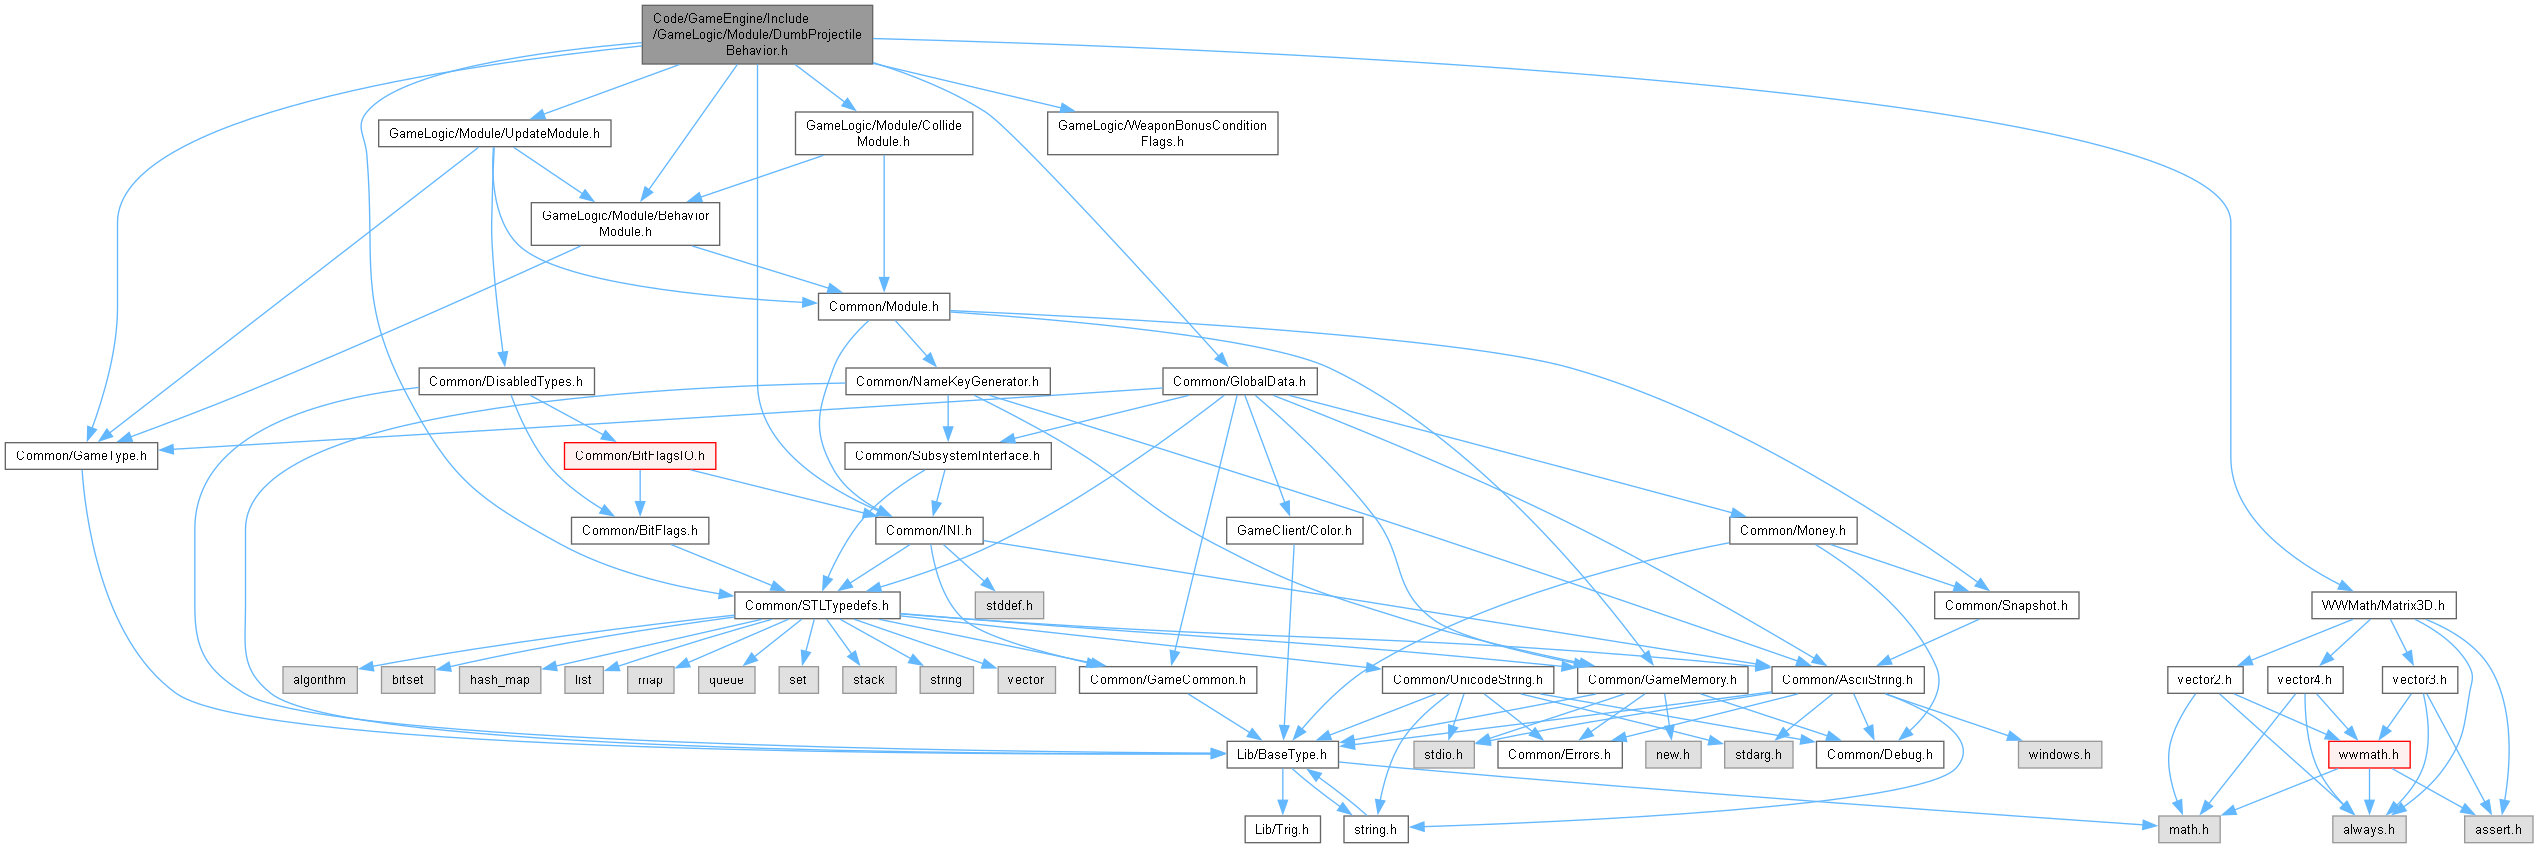 Code/GameEngine/Include
/GameLogic/Module/DumbProjectile
Behavior.h
GameLogic/Module/UpdateModule.h
GameLogic/Module/Collide
Module.h
GameLogic/WeaponBonusCondition
Flags.h
GameLogic/Module/Behavior
Module.h
Common/Module.h
Common/DisabledTypes.h
Common/NameKeyGenerator.h
Common/GlobalData.h
Common/GameType.h
Common/BitFlagsIO.h
Common/SubsystemInterface.h
Common/BitFlags.h
Common/INI.h
GameClient/Color.h
Common/Money.h
Common/STLTypedefs.h
stddef.h
Common/Snapshot.h
WWMath/Matrix3D.h
algorithm
bitset
hash_map
list
map
queue
set
stack
string
vector
Common/GameCommon.h
Common/UnicodeString.h
Common/GameMemory.h
Common/AsciiString.h
vector2.h
vector4.h
vector3.h
Lib/BaseType.h
stdio.h
Common/Errors.h
new.h
stdarg.h
Common/Debug.h
windows.h
wwmath.h
Lib/Trig.h
string.h
math.h
always.h
assert.h